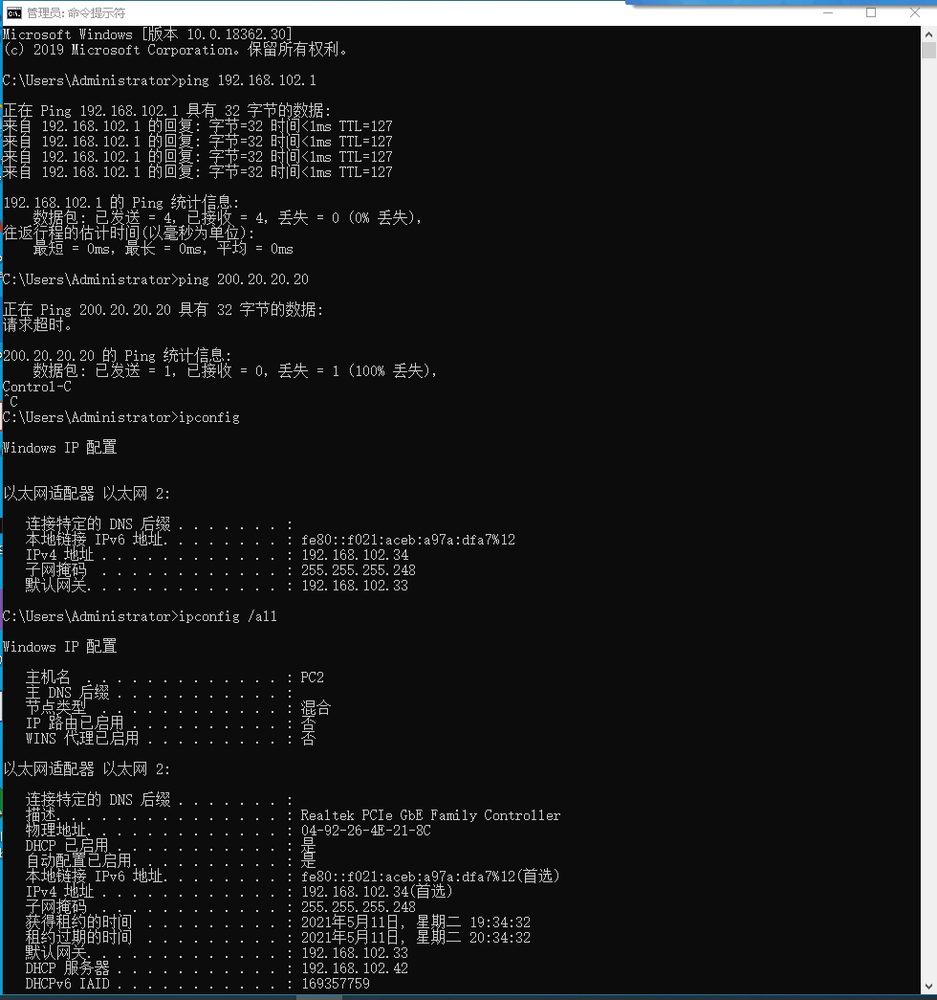 管理员: 命令提示符
Microsoft Windows [版本 10.0.18362.30]
(c) 2019 Microsoft Corporation。保留所有权利。
C:\Users\Administrator>ping 192.168.102.1
正在 Ping 192.168.102.1 具有 32 字节的数据:
来自 192.168.102.1 的回复: 字节=32 时间<1ms TTL=127
来自 192.168.102.1 的回复: 字节=32 时间<1ms TTL=127
来自 192.168.102.1 的回复: 字节=32 时间<1ms TTL=127
来自 192.168.102.1 的回复: 字节=32 时间<1ms TTL=127
192.168.102.1 的 Ping 统计信息:
数据包: 已发送 = 4，已接收 = 4，丢失 = 0 (0% 丢失)，
往返行程的估计时间(以毫秒为单位):
最短 = 0ms，最长 = 0ms，平均 = 0ms
C:\Users\Administrator>ping 200.20.20.20
正在 Ping 200.20.20.20 具有 32 字节的数据:
请求超时。
200.20.20.20 的 Ping 统计信息:
数据包: 已发送 = 1，已接收 = 0，丢失 = 1 (100% 丢失)，
Control-C
^C
C:\Users\Administrator>ipconfig
Windows IP 配置
以太网适配器 以太网 2:
连接特定的 DNS 后缀 . . . . . . . :
本地链接 IPv6 地址. . . . . . . . : fe80::f021:aceb:a97a:dfa7%12
IPv4 地址 . . . . . . . . . . . . : 192.168.102.34
子网掩码 . . . . . . . . . . . . : 255.255.255.248
默认网关. . . . . . . . . . . . . : 192.168.102.33
C:\Users\Administrator>ipconfig /all
Windows IP 配置
主机名 . . . . . . . . . . . . . : PC2
主 DNS 后缀 . . . . . . . . . . . :
节点类型 . . . . . . . . . . . . : 混合
IP 路由已启用 . . . . . . . . . . : 否
WINS 代理已启用 . . . . . . . . . : 否
以太网适配器 以太网 2:
连接特定的 DNS 后缀 . . . . . . . :
描述. . . . . . . . . . . . . . . : Realtek PCIe GbE Family Controller
物理地址. . . . . . . . . . . . . : 04-92-26-4E-21-8C
DHCP 已启用 . . . . . . . . . . . : 是
自动配置已启用. . . . . . . . . . : 是
本地链接 IPv6 地址. . . . . . . . : fe80::f021:aceb:a97a:dfa7%12(首选)
IPv4 地址 . . . . . . . . . . . . : 192.168.102.34(首选)
子网掩码 . . . . . . . . . . . . : 255.255.255.248
获得租约的时间 . . . . . . . . . : 2021年5月11日, 星期二 19:34:32
租约过期的时间 . . . . . . . . . : 2021年5月11日, 星期二 20:34:32
默认网关. . . . . . . . . . . . . : 192.168.102.33
DHCP 服务器 . . . . . . . . . . . : 192.168.102.42
DHCPv6 IAID . . . . . . . . . . . : 169357759